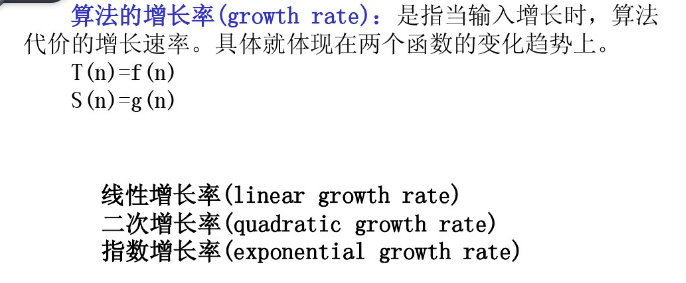 算法的增长率(growth rate)：是指当输入增长时，算法
代价的增长速率。具体就体现在两个函数的变化趋势上。
T(n)=f(n)
S(n)=g(n)
线性增长率(linear growth rate)
二次增长率(quadratic growth rate)
指数增长率(exponential growth rate)